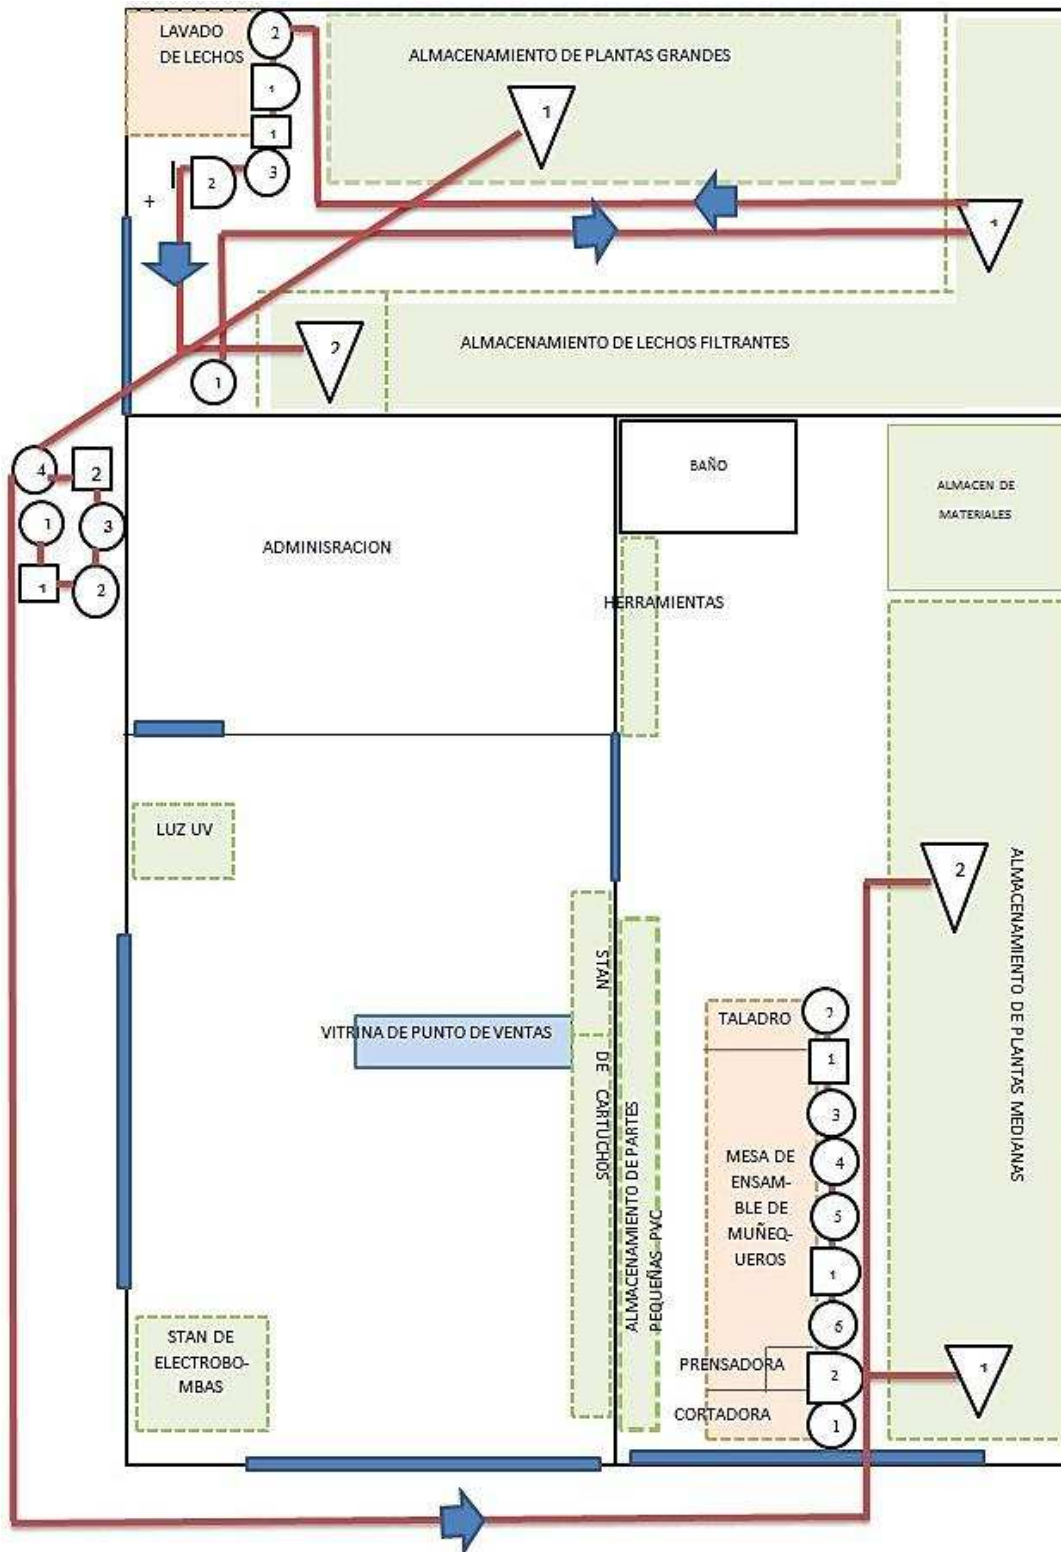 LAVADO
DE LECHOS
2
1
1
3
2
+
ALMACENAMIENTO DE PLANTAS GRANDES
1
1
ALMACENAMIENTO DE LECHOS FILTRANTES
2
1
4
2
1
3
1
2
ADMINISRACION
BAÑO
ALMACEN DE
MATERIALES
HERRAMIENTAS
LUZ UV
VITRINA DE PUNTO DE VENTAS
STAN DE CARTUCHOS
ALMACENAMIENTO DE PARTES
PEQUEÑAS PVC
STAN DE
ELECTROBO-
MBAS
2
ALMACENAMIENTO DE PLANTAS MEDIANAS
TALADRO
2
1
3
MESA DE
ENSAM-
BLE DE
MUÑEQ-
UEROS
4
5
1
6
PRENSADORA
2
1
CORTADORA
1